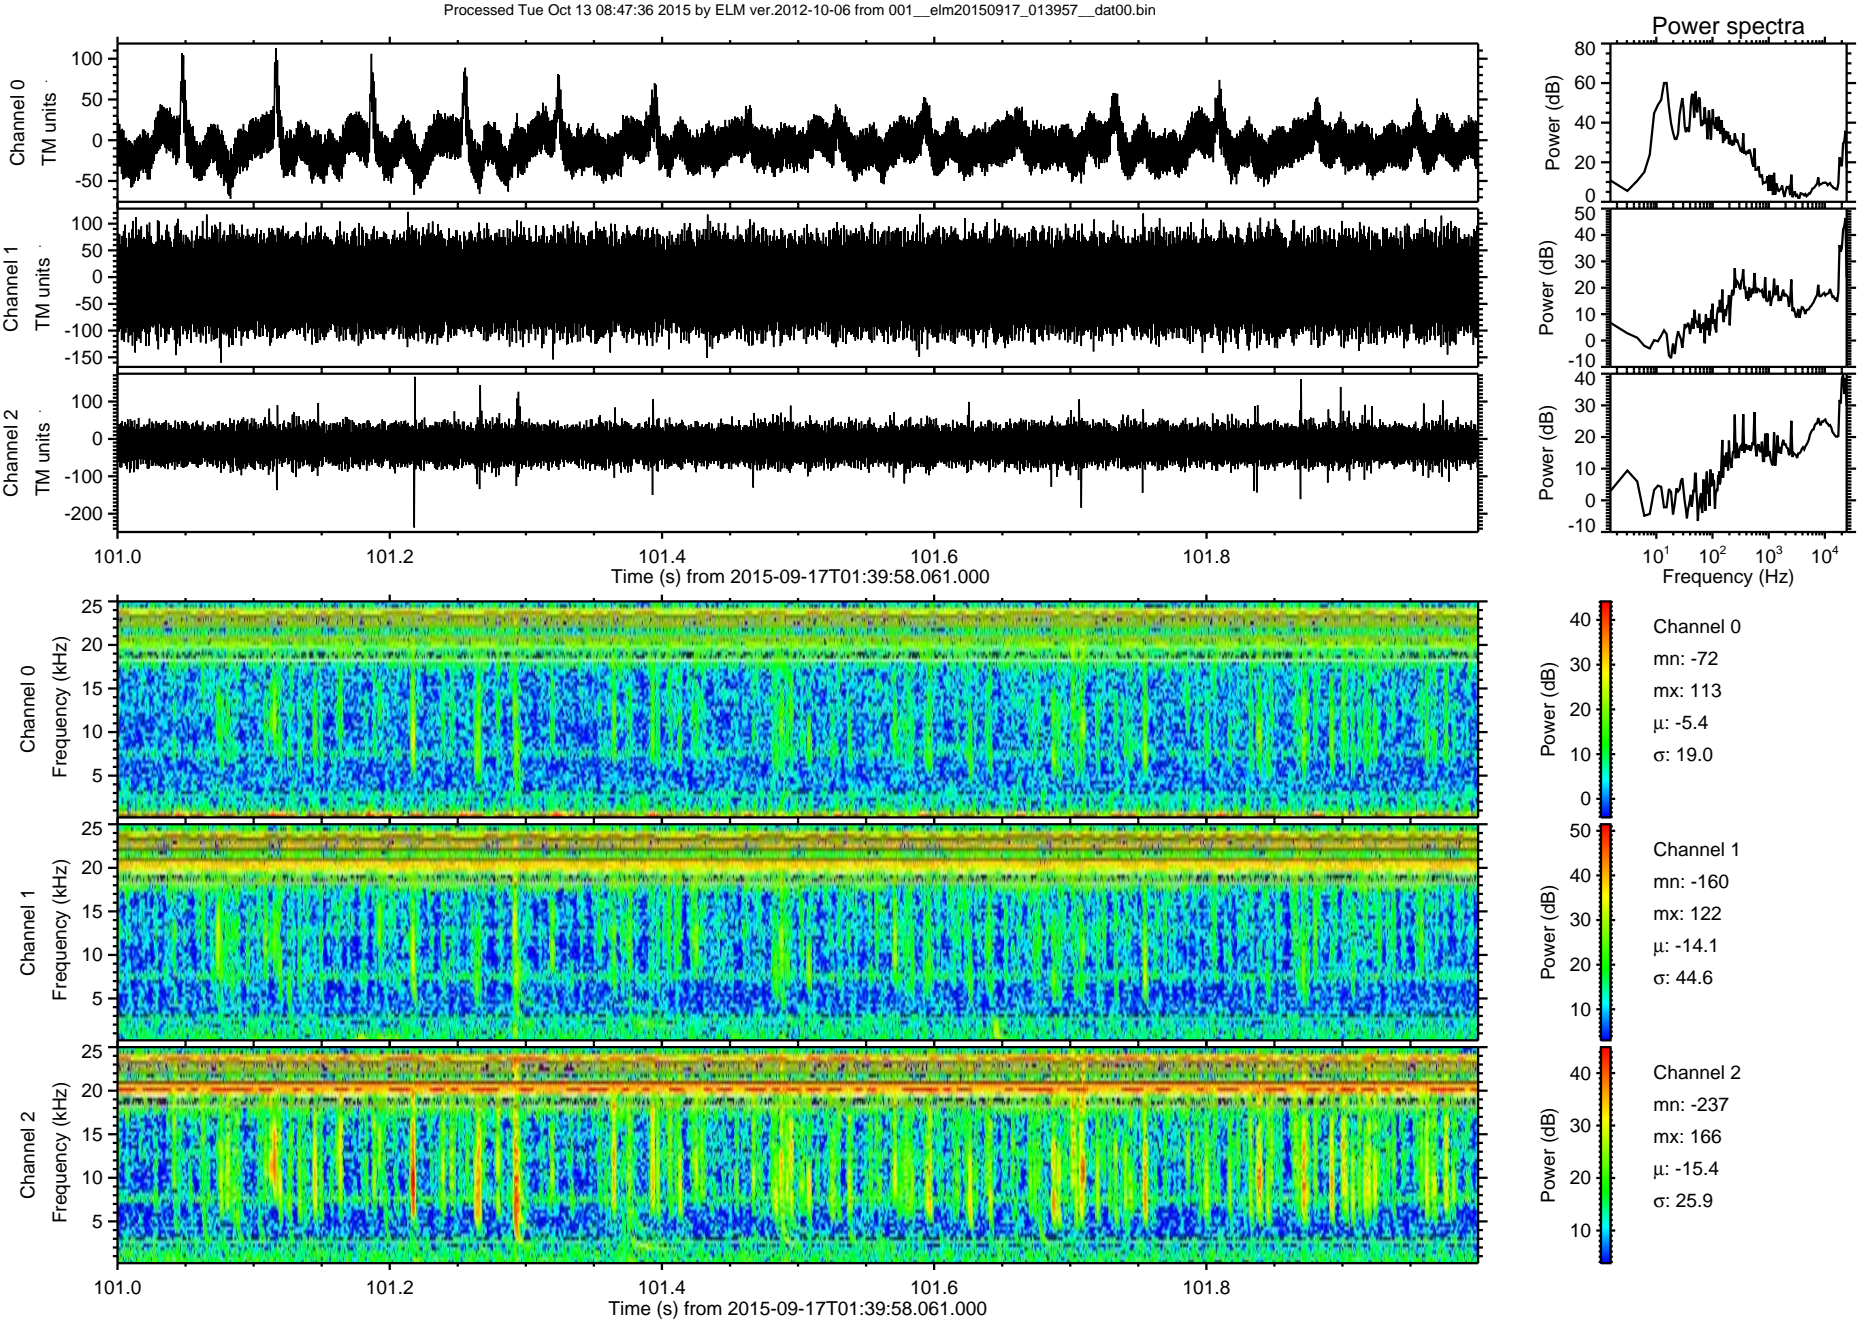 Processed Tue Oct 13 08:47:36 2015 by ELM ver.2012-10-06 from 001__elm20150917_013957__dat00.bin
Power spectra
Channel 0
TM units
100
50
0
-50
Power (dB)
80
60
40
20
0
Channel 1
TM units
100
50
0
-50
-100
-150
Power (dB)
50
40
30
20
10
0
-10
Channel 2
TM units
100
0
-100
-200
Power (dB)
40
30
20
10
0
-10
101.0 101.2 101.4 101.6 101.8
Time (s) from 2015-09-17T01:39:58.061.000
10¹ 10² 10³ 10⁴
Frequency (Hz)
Channel 0
Frequency (kHz)
25
20
15
10
5
Power (dB)
40
30
20
10
0
Channel 0
mn: -72
mx: 113
μ: -5.4
σ: 19.0
Channel 1
Frequency (kHz)
25
20
15
10
5
Power (dB)
50
40
30
20
10
Channel 1
mn: -160
mx: 122
μ: -14.1
σ: 44.6
Channel 2
Frequency (kHz)
25
20
15
10
5
Power (dB)
40
30
20
10
Channel 2
mn: -237
mx: 166
μ: -15.4
σ: 25.9
101.0 101.2 101.4 101.6 101.8
Time (s) from 2015-09-17T01:39:58.061.000